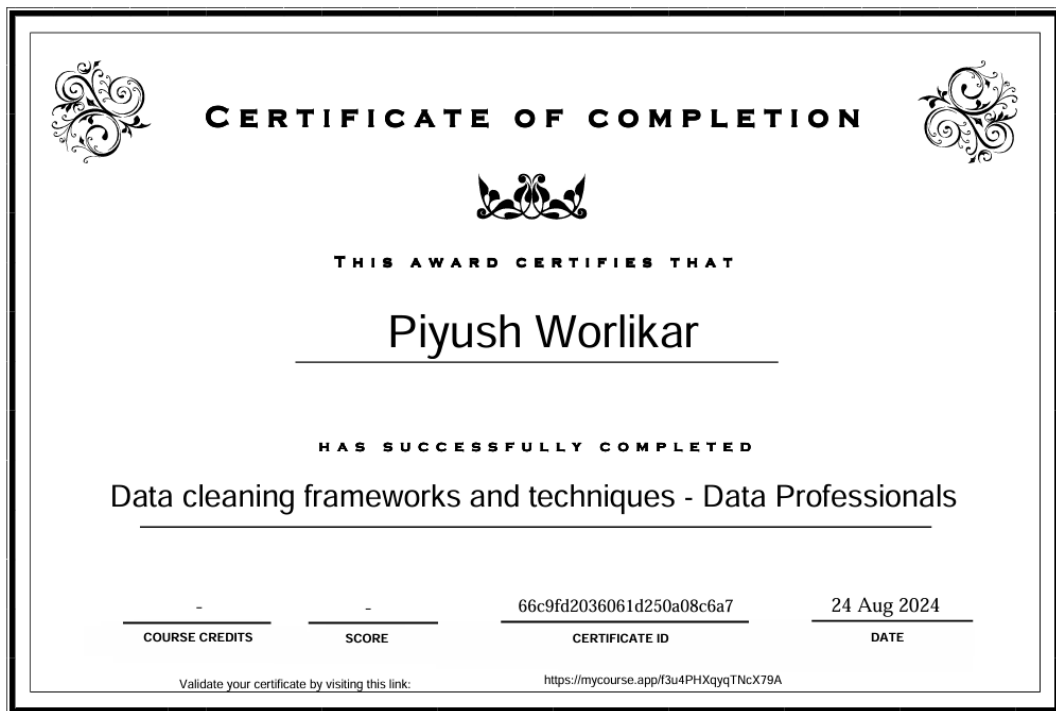 CERTIFICATE OF COMPLETION
THIS AWARD CERTIFIES THAT
Piyush Worlikar
HAS SUCCESSFULLY COMPLETED
Data cleaning frameworks and techniques - Data Professionals
- - 66c9fd2036061d250a08c6a7 24 Aug 2024
COURSE CREDITS SCORE CERTIFICATE ID DATE
Validate your certificate by visiting this link: https://mycourse.app/f3u4PHXqyqTNcX79A